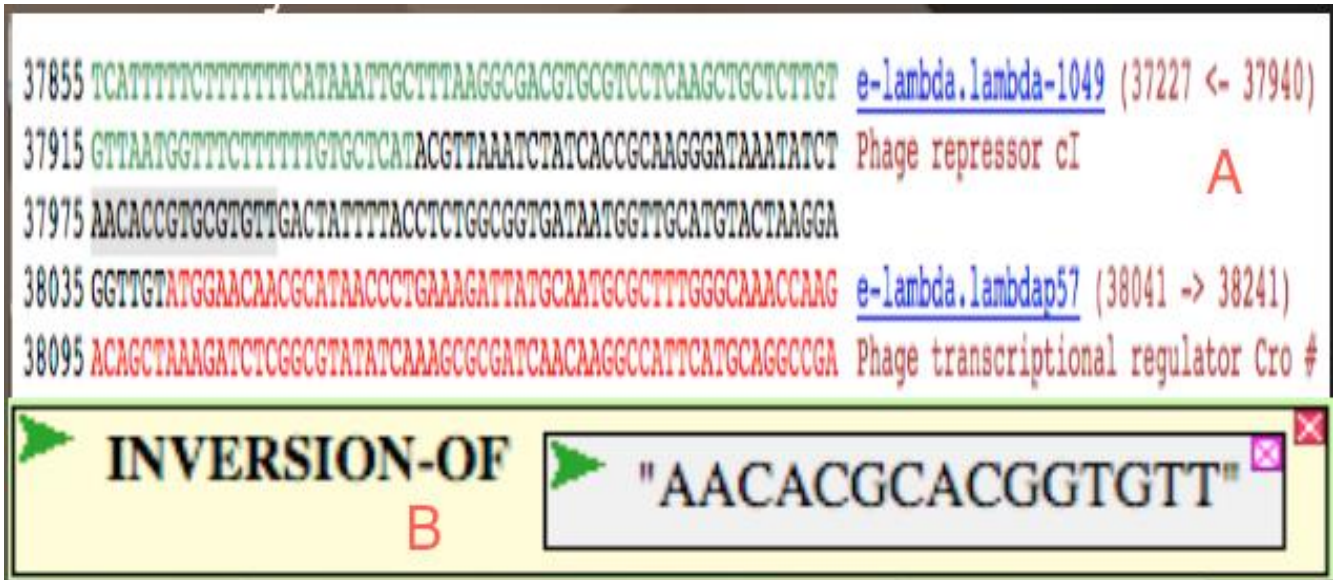 37855 TCATTTTTCTTTTTTTCATAAATTGCTTTAAGGCGACGTGCGTCCTCAAGCTGCTCTTGT e-lambda.lambda-1049 (37227 <- 37940)
37915 GTTAATGGTTTCTTTTTTGTGCTCATACGTTAAATCTATCACCGCAAGGGATAAATATCT Phage repressor cI
A
37975 AACACCGTGCGTGTTGACTATTTTACCTCTGGCGGTGATAATGGTTGCATGTACTAAGGA
38035 GGTTGTATGGAACAACGCATAACCCTGAAAGATTATGCAATGCGCTTTGGGCAAACCAAG e-lambda.lambdap57 (38041 -> 38241)
38095 ACAGCTAAAGATCTCGGCGTATATCAAAGCGCGATCAACAAGGCCATTCATGCAGGCCGA Phage transcriptional regulator Cro #
INVERSION-OF "AACACGCACGGTGTT"
B